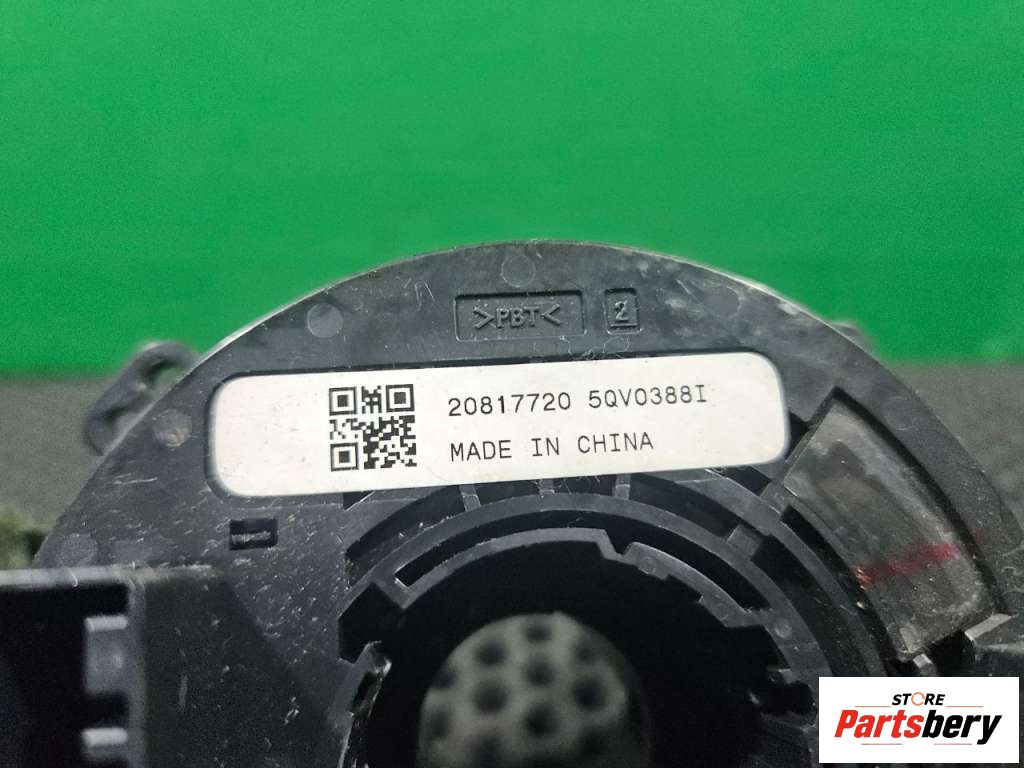 >PBT< 2
20817720 5QV0388I
MADE IN CHINA
STORE
Partsbery